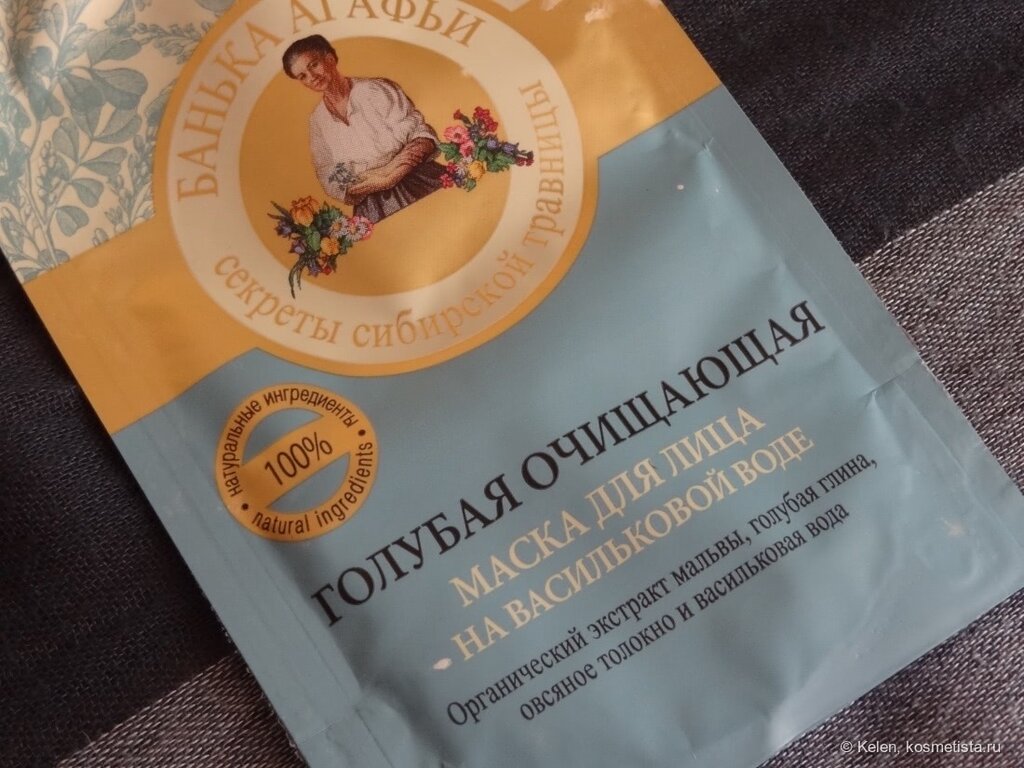 БАНЬКА АГАФЬИ
секреты сибирской травницы
натуральные ингредиенты
100%
natural ingredients
ГОЛУБАЯ ОЧИЩАЮЩАЯ
МАСКА ДЛЯ ЛИЦА
НА ВАСИЛЬКОВОЙ ВОДЕ
Органический экстракт мальвы, голубая глина,
овсяное толокно и васильковая вода
© Kelen, kosmetista.ru